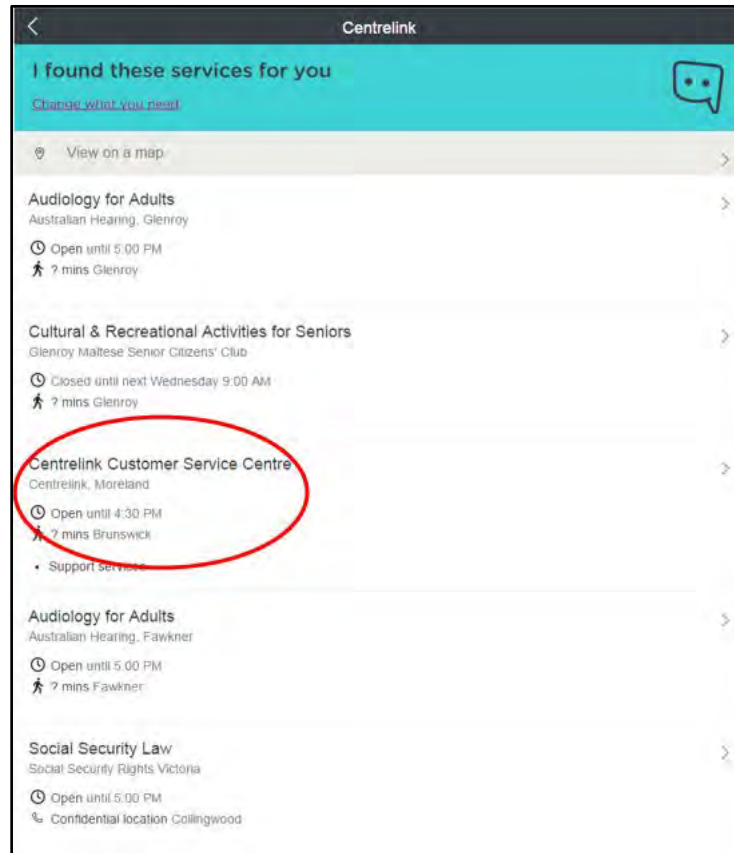 Centrelink
I found these services for you
Change what you need
View on a map
Audiology for Adults
Australian Hearing, Glenroy
Open until 5:00 PM
? mins Glenroy
Cultural & Recreational Activities for Seniors
Glenroy Maltese Senior Citizens' Club
Closed until next Wednesday 9:00 AM
? mins Glenroy
Centrelink Customer Service Centre
Centrelink, Moreland
Open until 4:30 PM
? mins Brunswick
• Support services
Audiology for Adults
Australian Hearing, Fawkner
Open until 5:00 PM
? mins Fawkner
Social Security Law
Social Security Rights Victoria
Open until 5:00 PM
Confidential location Collingwood